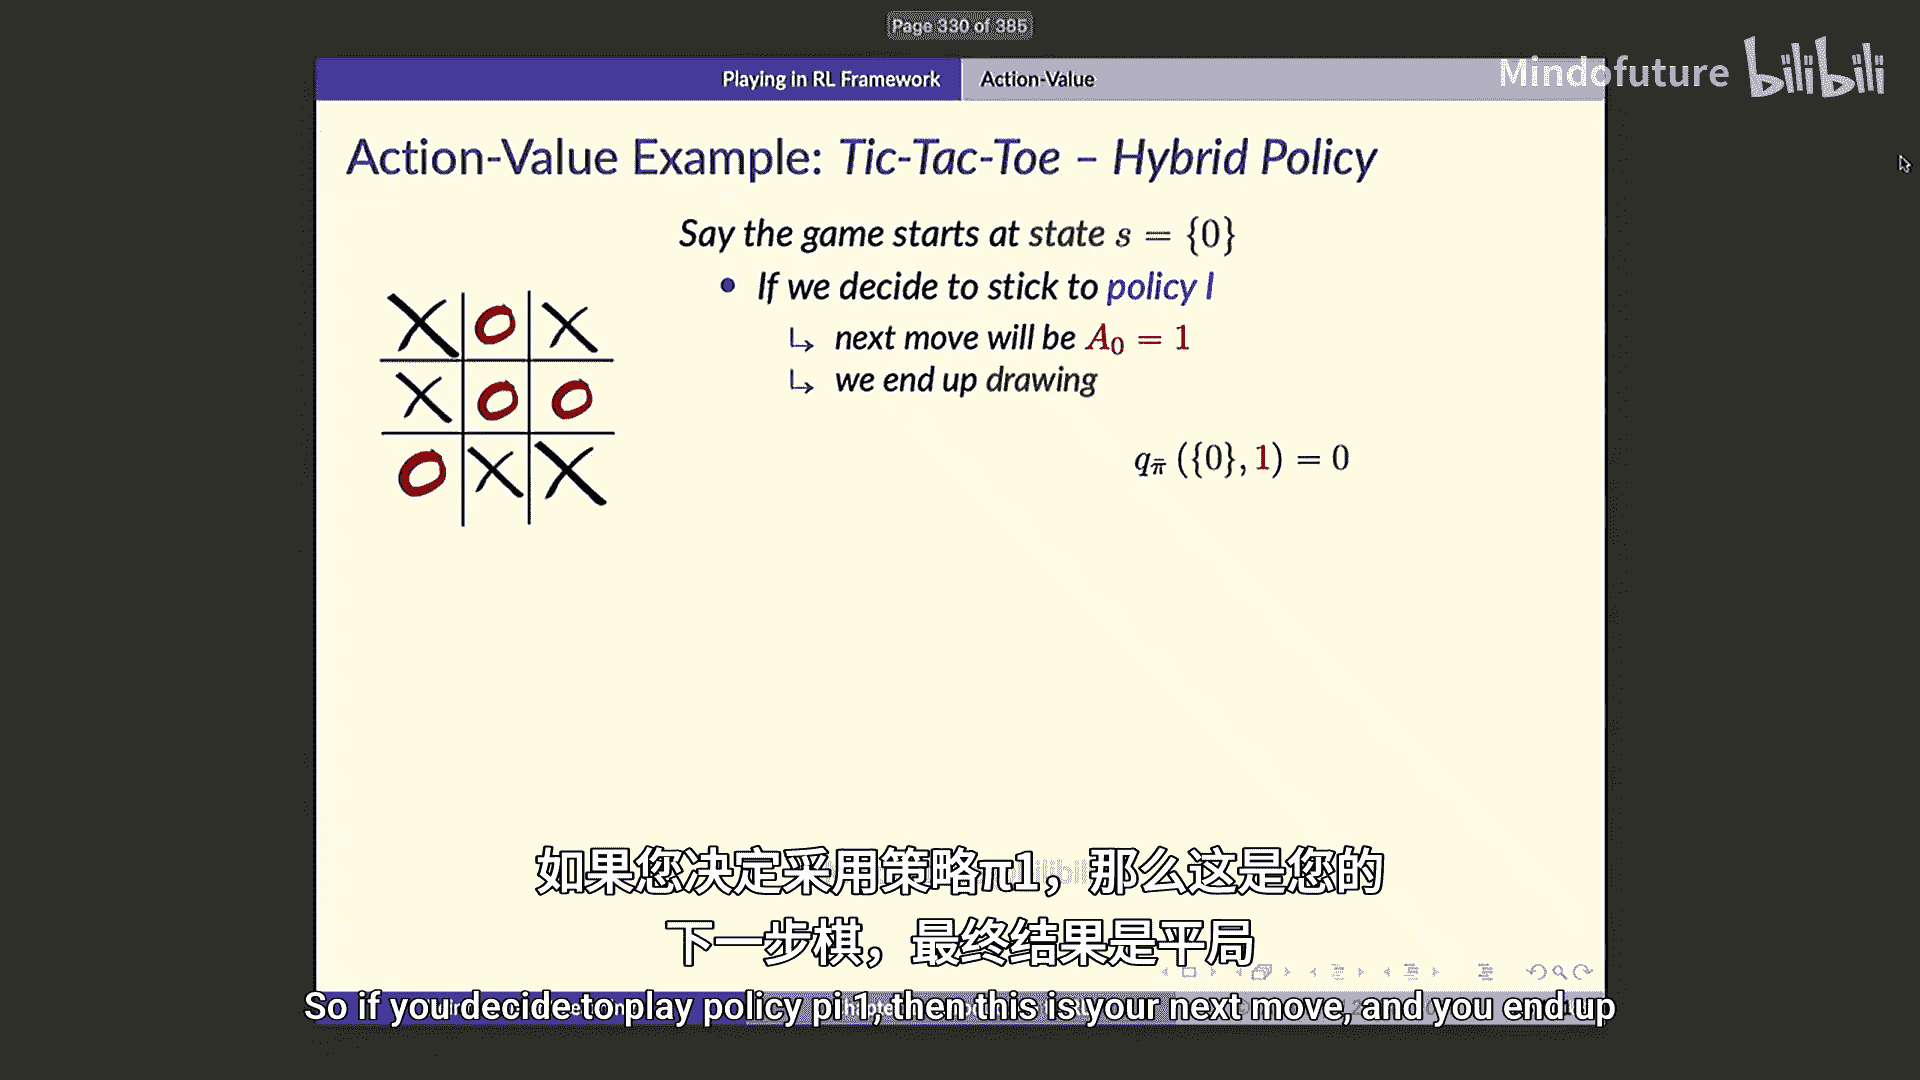 Page 330 of 385
Mindofuture bilibili
Playing in RL Framework Action-Value
Action-Value Example: Tic-Tac-Toe – Hybrid Policy
Say the game starts at state s = {0}
• If we decide to stick to policy I
↳ next move will be A₀ = 1
↳ we end up drawing
X O X
X O O
O X X
q_π̄ ({0}, 1) = 0
如果您决定采用策略π1，那么这是您的
下一步棋，最终结果是平局
So if you decide to play policy pi 1, then this is your next move, and you end up